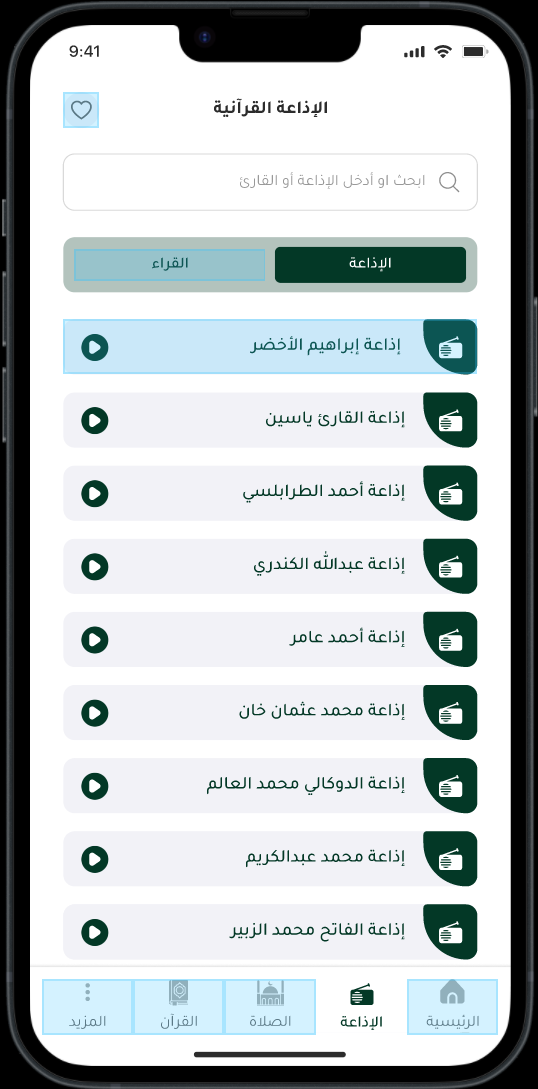 9:41
الإذاعة القرآنية
ابحث او أدخل الإذاعة أو القارئ
الإذاعة
القراء
إذاعة إبراهيم الأخضر
إذاعة القارئ ياسين
إذاعة أحمد الطرابلسي
إذاعة عبدالله الكندري
إذاعة أحمد عامر
إذاعة محمد عثمان خان
إذاعة الدوكالي محمد العالم
إذاعة محمد عبدالكريم
إذاعة الفاتح محمد الزبير
الرئيسية
الإذاعة
الصلاة
القرآن
المزيد